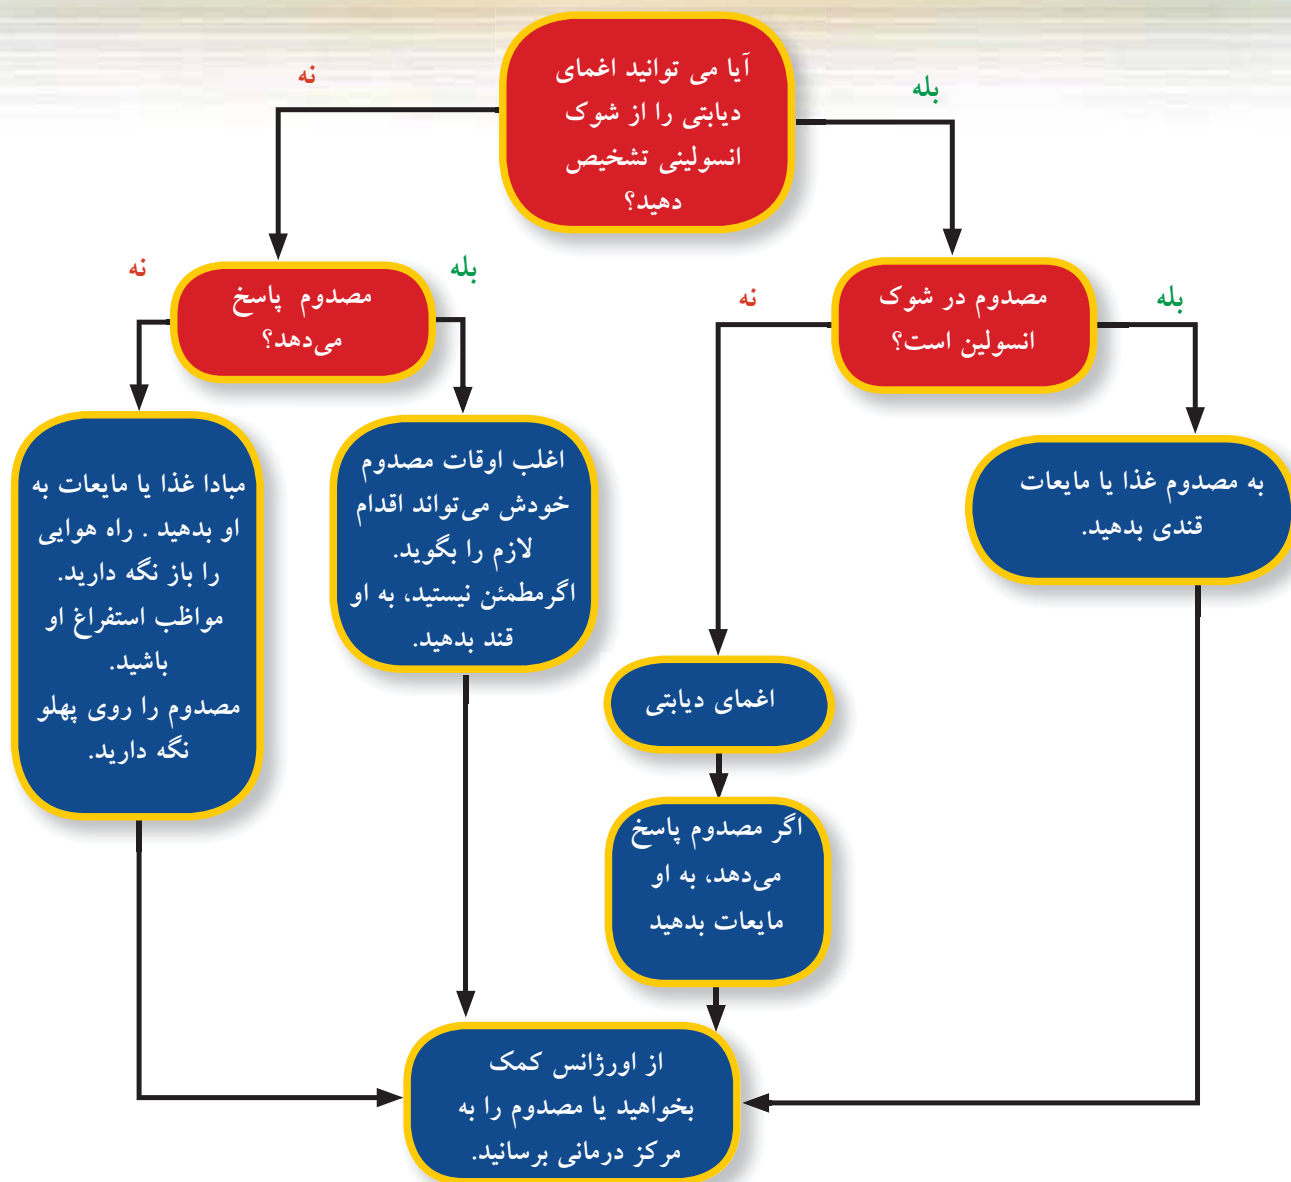 آیا می توانید اغمای
دیابتی را از شوک
انسولینی تشخیص
دهید؟
بله
نه
مصدوم در شوک
انسولین است؟
بله
نه
مصدوم پاسخ
می‌دهد؟
بله
نه
به مصدوم غذا یا مایعات
قندی بدهید.
اغمای دیابتی
اگر مصدوم پاسخ
می‌دهد، به او
مایعات بدهید
اغلب اوقات مصدوم
خودش می‌تواند اقدام
لازم را بگوید.
اگرمطمئن نیستید، به او
قند بدهید.
مبادا غذا یا مایعات به
او بدهید . راه هوایی
را باز نگه دارید.
مواظب استفراغ او
باشید.
مصدوم را روی پهلو
نگه دارید.
از اورژانس کمک
بخواهید یا مصدوم را به
مرکز درمانی برسانید.